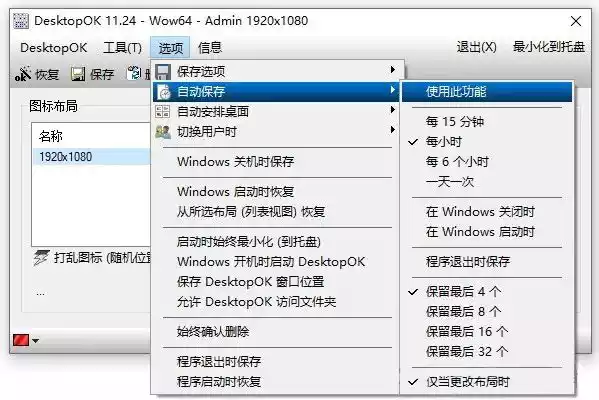 DesktopOK 11.24 - Wow64 - Admin 1920x1080
DesktopOK 工具(T) 选项 信息 退出(X) 最小化到托盘
恢复 保存
图标布局
名称
1920x1080
打乱图标 (随机位置
...
保存选项
自动保存
自动安排桌面
切换用户时
Windows 关机时保存
Windows 启动时恢复
从所选布局 (列表视图) 恢复
启动时始终最小化 (到托盘)
Windows 开机时启动 DesktopOK
保存 DesktopOK 窗口位置
允许 DesktopOK 访问文件夹
始终确认删除
程序退出时保存
程序启动时恢复
使用此功能
每 15 分钟
每小时
每 6 个小时
一天一次
在 Windows 关闭时
在 Windows 启动时
程序退出时保存
保留最后 4 个
保留最后 8 个
保留最后 16 个
保留最后 32 个
仅当更改布局时